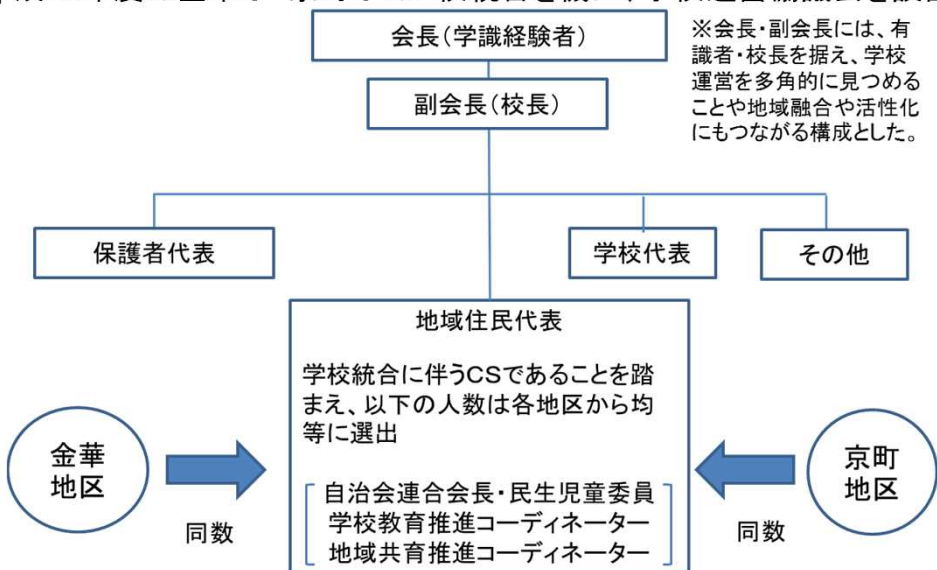 会長(学識経験者)
※会長・副会長には、有
識者・校長を据え、学校
運営を多角的に見つめる
ことや地域融合や活性化
にもつながる構成とした。
副会長(校長)
保護者代表
学校代表
その他
地域住民代表
学校統合に伴うCSであることを踏
まえ、以下の人数は各地区から均
等に選出
自治会連合会長・民生児童委員
学校教育推進コーディネーター
地域共育推進コーディネーター
金華
地区
同数
京町
地区
同数